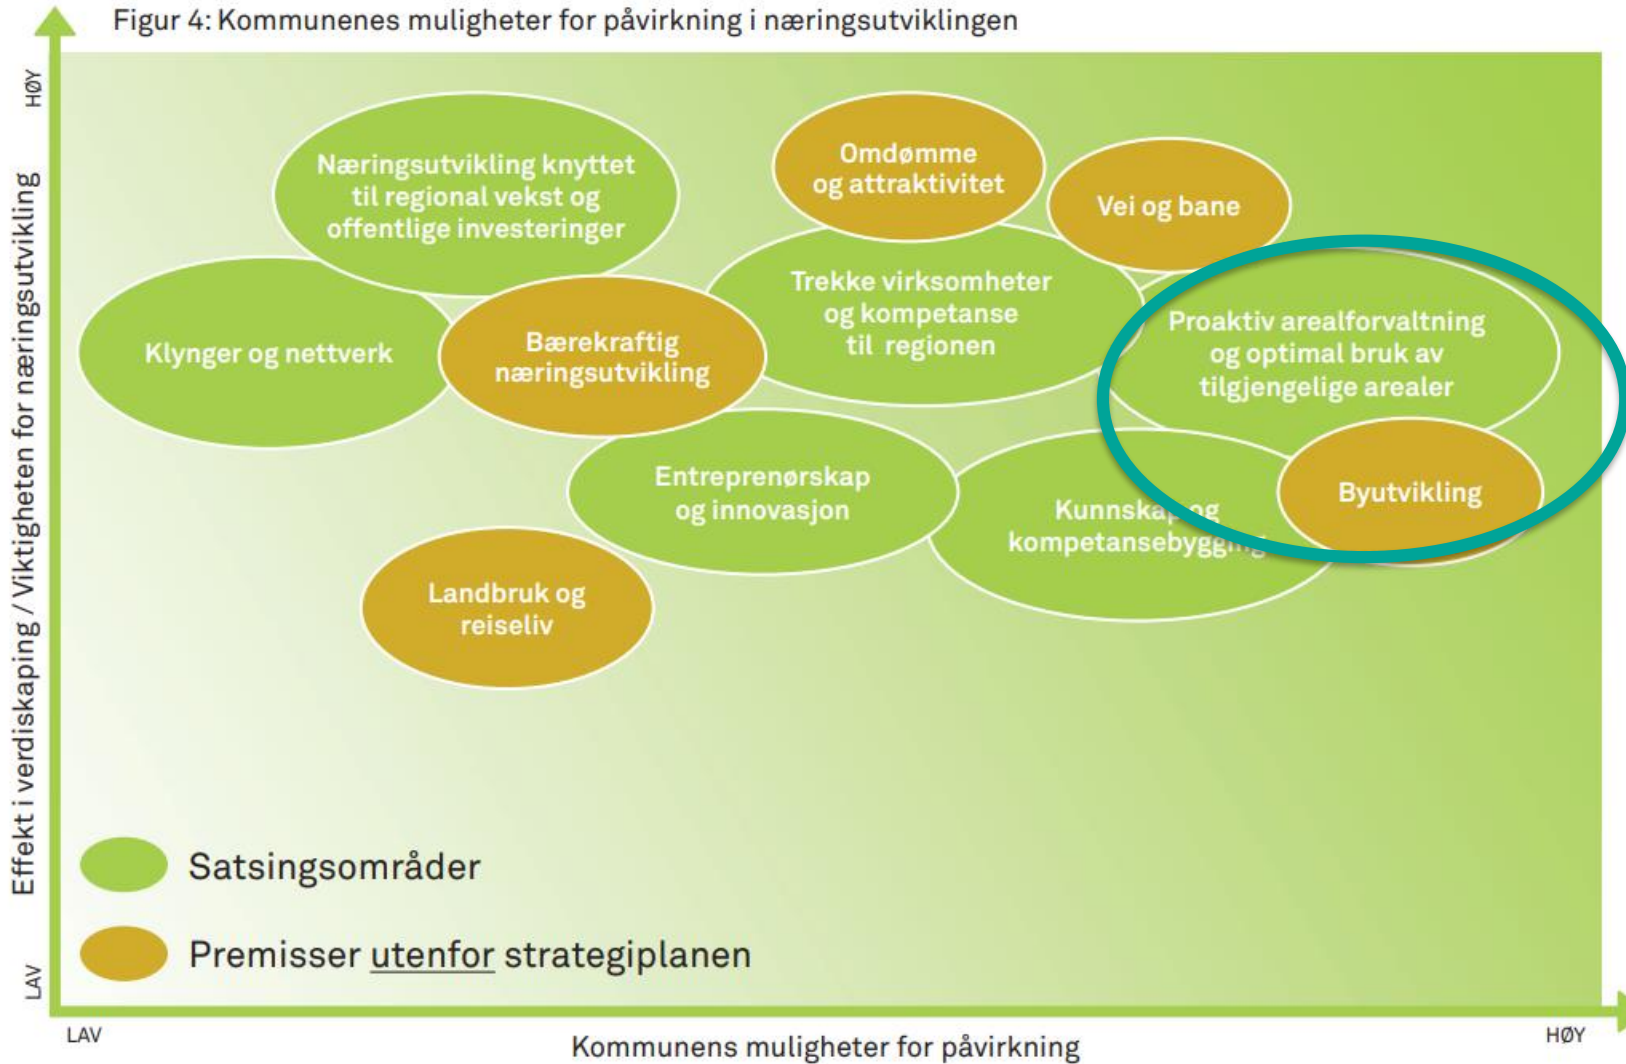 Figur 4: Kommunenes muligheter for påvirkning i næringsutviklingen
HØY
Effekt i verdiskaping / Viktigheten for næringsutvikling
LAV
Næringsutvikling knyttet
til regional vekst og
offentlige investeringer
Omdømme
og attraktivitet
Vei og bane
Klynger og nettverk
Bærekraftig
næringsutvikling
Trekke virksomheter
og kompetanse
til regionen
Proaktiv arealforvaltning
og optimal bruk av
tilgjengelige arealer
Entreprenørskap
og innovasjon
Kunnskap og
kompetansebygging
Byutvikling
Landbruk og
reiseliv
Satsingsområder
Premisser utenfor strategiplanen
LAV
Kommunens muligheter for påvirkning
HØY